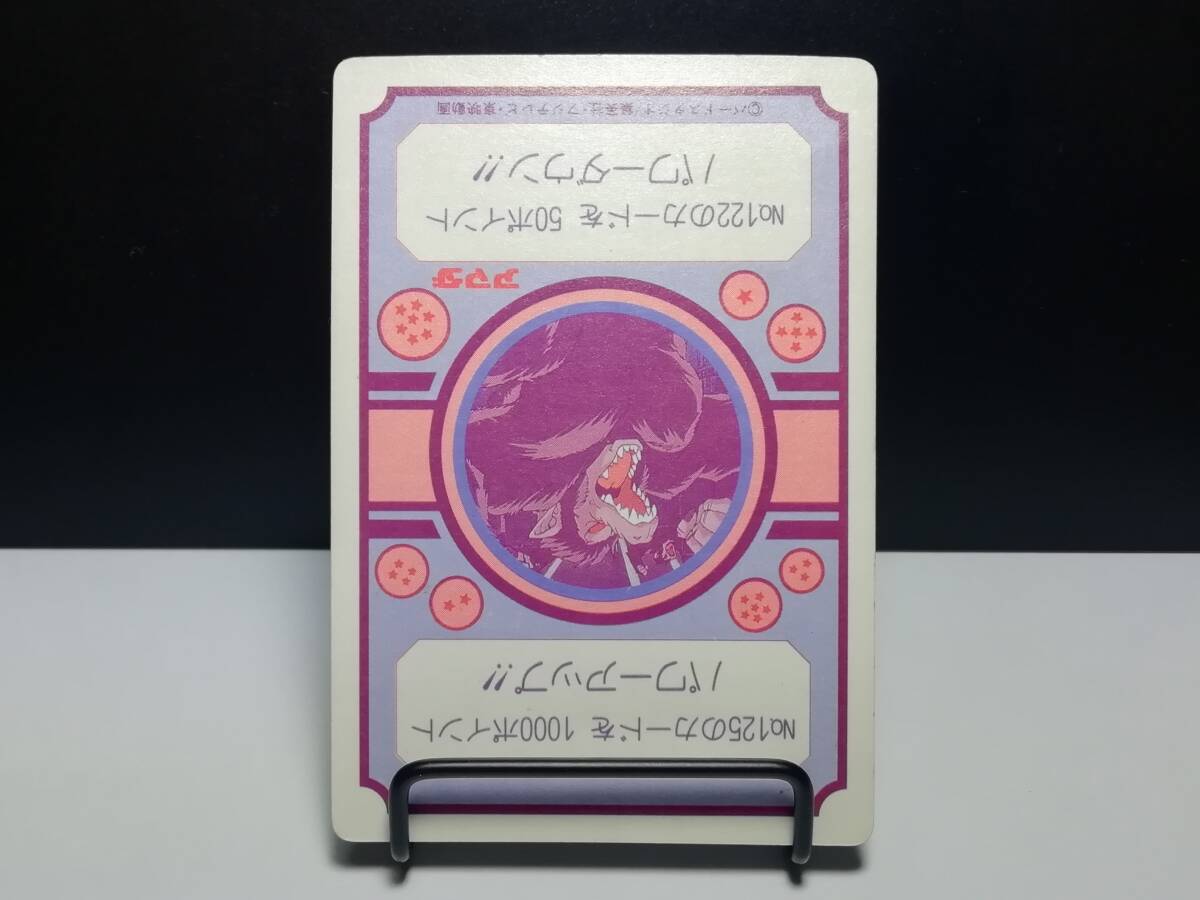 No.125のカードを 1000ポイント
パワーアップ!!
アマダ
No.122のカードを 50ポイント
パワーダウン!!
©バードスタジオ/集英社・フジテレビ・東映動画